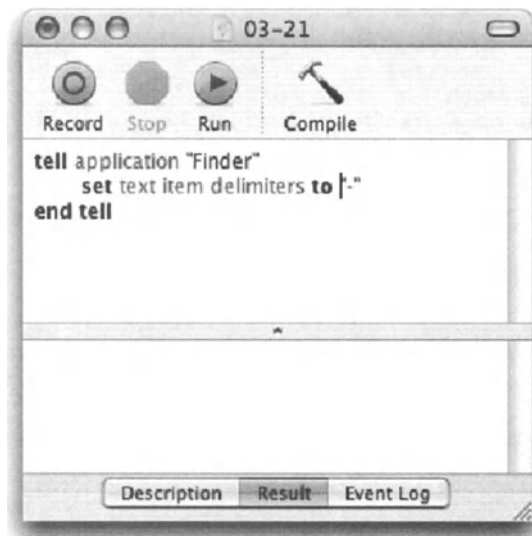 03-21
Record Stop Run Compile
tell application "Finder"
set text item delimiters to "-"
end tell
Description Result Event Log